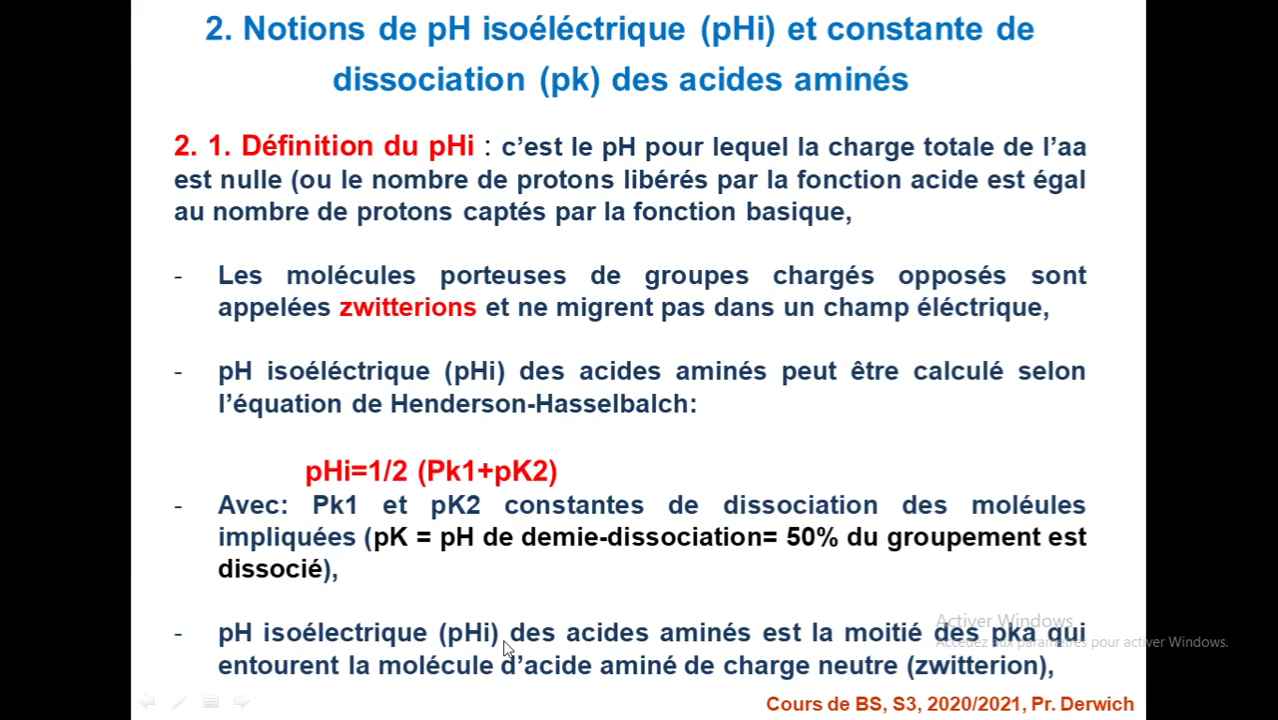 2. Notions de pH isoéléctrique (pHi) et constante de
dissociation (pk) des acides aminés
2. 1. Définition du pHi : c’est le pH pour lequel la charge totale de l’aa
est nulle (ou le nombre de protons libérés par la fonction acide est égal
au nombre de protons captés par la fonction basique,
- Les molécules porteuses de groupes chargés opposés sont
appelées zwitterions et ne migrent pas dans un champ éléctrique,
- pH isoéléctrique (pHi) des acides aminés peut être calculé selon
l’équation de Henderson-Hasselbalch:
pHi=1/2 (Pk1+pK2)
- Avec: Pk1 et pK2 constantes de dissociation des moléules
impliquées (pK = pH de demie-dissociation= 50% du groupement est
dissocié),
- pH isoélectrique (pHi) des acides aminés est la moitié des pka qui
entourent la molécule d’acide aminé de charge neutre (zwitterion),
Activer Windows
Accédez aux paramètres pour activer Windows.
Cours de BS, S3, 2020/2021, Pr. Derwich